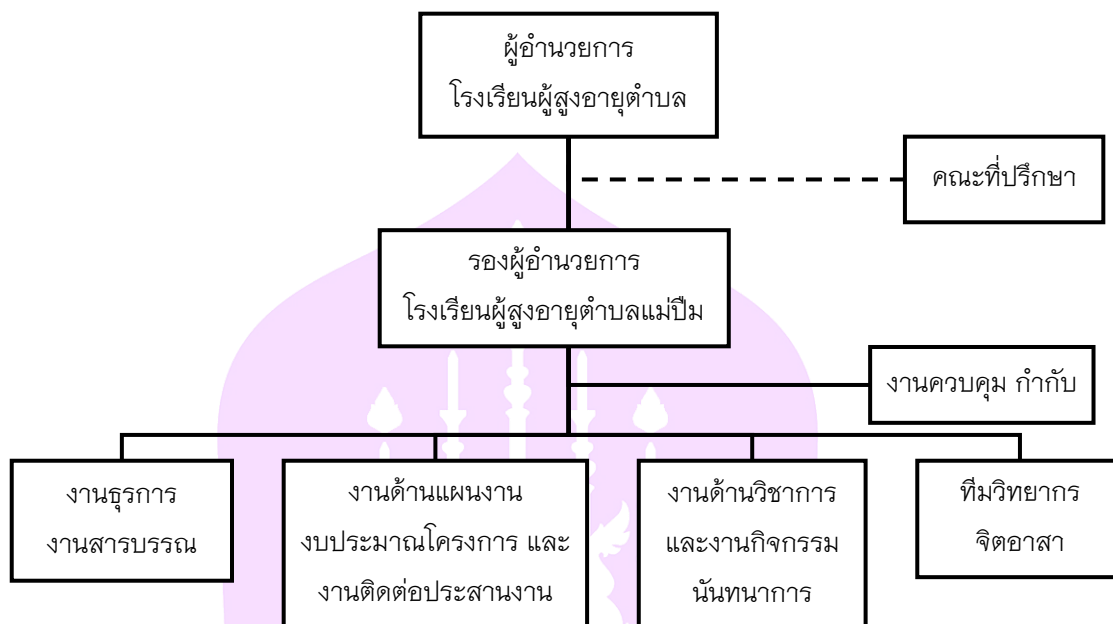 ผู้อำนวยการ
โรงเรียนผู้สูงอายุตำบล
คณะที่ปรึกษา
รองผู้อำนวยการ
โรงเรียนผู้สูงอายุตำบลแม่ปืม
งานควบคุม กำกับ
งานธุรการ
งานสารบรรณ
งานด้านแผนงาน
งบประมาณโครงการ และ
งานติดต่อประสานงาน
งานด้านวิชาการ
และงานกิจกรรม
นันทนาการ
ทีมวิทยากร
จิตอาสา